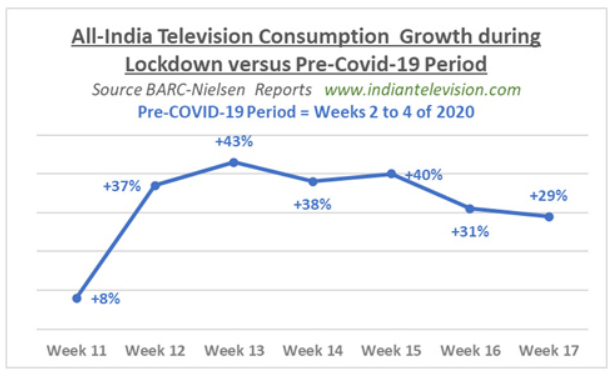 All-India Television Consumption Growth during
Lockdown versus Pre-Covid-19 Period
Source BARC-Nielsen Reports www.indiantelevision.com
Pre-COVID-19 Period = Weeks 2 to 4 of 2020
+8%
+37%
+43%
+38%
+40%
+31%
+29%
Week 11 Week 12 Week 13 Week 14 Week 15 Week 16 Week 17